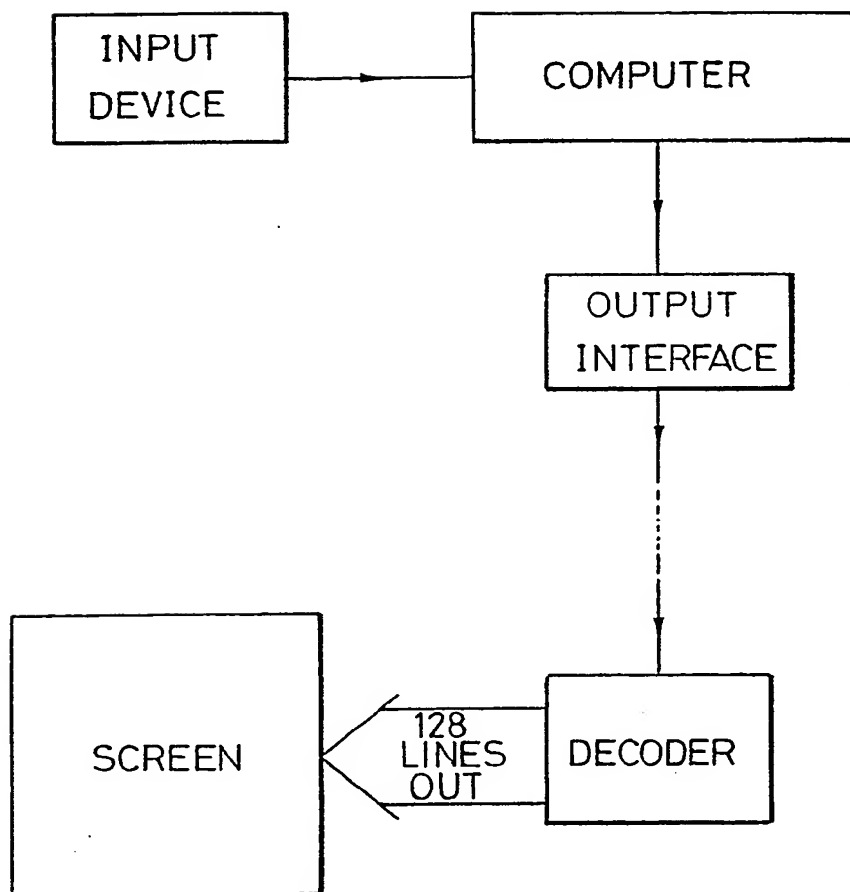 INPUT
DEVICE
COMPUTER
OUTPUT
INTERFACE
SCREEN
128
LINES
OUT
DECODER